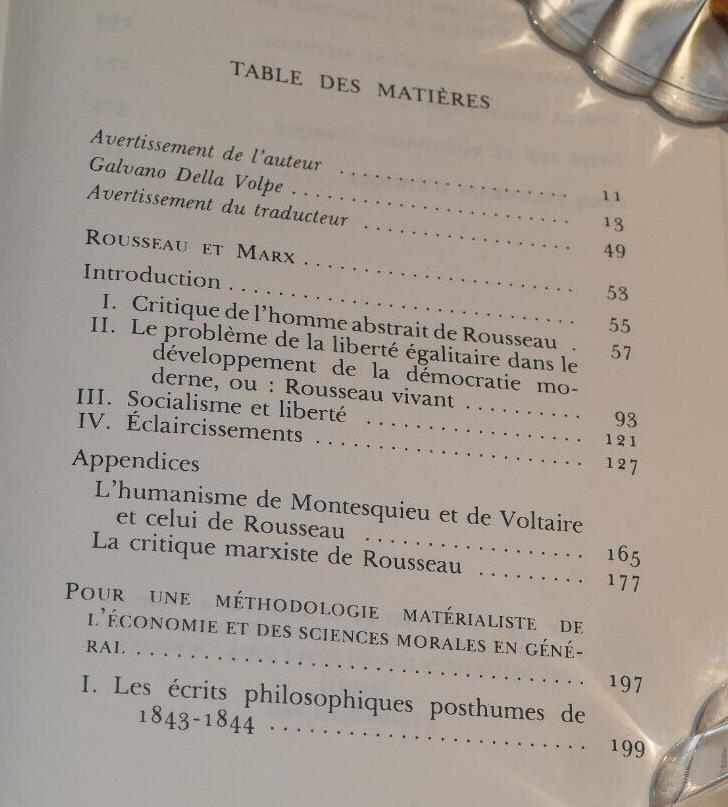 TABLE DES MATIÈRES
Avertissement de l'auteur . . . . . . . . . . . . . . . . . . . 11
Galvano Della Volpe . . . . . . . . . . . . . . . . . . . . . . . 13
Avertissement du traducteur . . . . . . . . . . . . . . . . . 49
ROUSSEAU ET MARX . . . . . . . . . . . . . . . . . . . . . . 53
Introduction . . . . . . . . . . . . . . . . . . . . . . . . . . . . 55
I. Critique de l'homme abstrait de Rousseau . 57
II. Le problème de la liberté égalitaire dans le
développement de la démocratie mo-
derne, ou : Rousseau vivant . . . . . . . . . . 93
III. Socialisme et liberté . . . . . . . . . . . . . . . . . . 121
IV. Éclaircissements . . . . . . . . . . . . . . . . . . . . . 127
Appendices
L'humanisme de Montesquieu et de Voltaire
et celui de Rousseau . . . . . . . . . . . . . . . . . 165
La critique marxiste de Rousseau . . . . . . . . . 177
POUR UNE MÉTHODOLOGIE MATÉRIALISTE DE
L'ÉCONOMIE ET DES SCIENCES MORALES EN GÉNÉ-
RAL . . . . . . . . . . . . . . . . . . . . . . . . . . . . . . . . . . 197
I. Les écrits philosophiques posthumes de
1843-1844 . . . . . . . . . . . . . . . . . . . . . . . . . 199